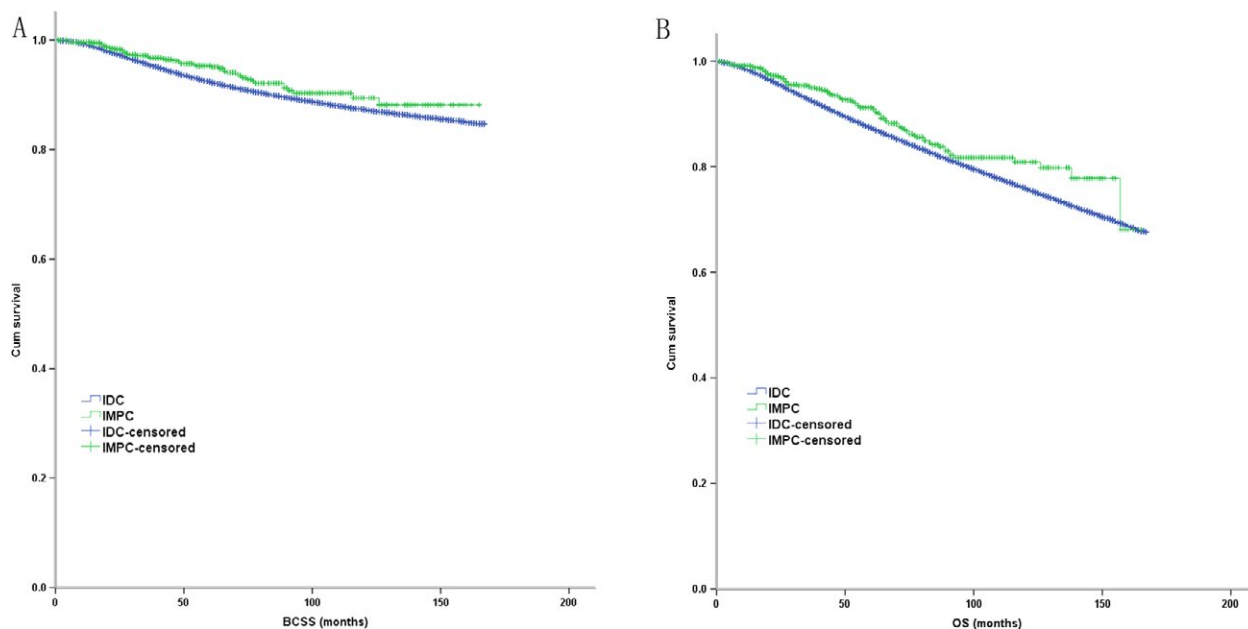 A
1.0
0.8
0.6
0.4
0.2
0.0
Cum survival
IDC
IMPC
IDC-censored
IMPC-censored
0 50 100 150 200
BCSS (months)
B
1.0
0.8
0.6
0.4
0.2
0.0
Cum survival
IDC
IMPC
IDC-censored
IMPC-censored
0 50 100 150 200
OS (months)